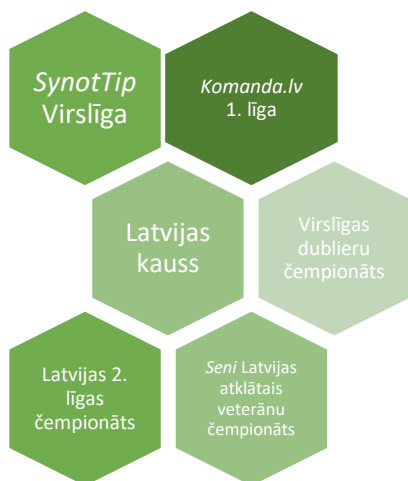 SynotTip
Virslīga
Komanda.lv
1. līga
Latvijas
kauss
Virslīgas
dublieru
čempionāts
Latvijas 2.
līgas
čempionāts
Seni Latvijas
atklātais
veterānu
čempionāts